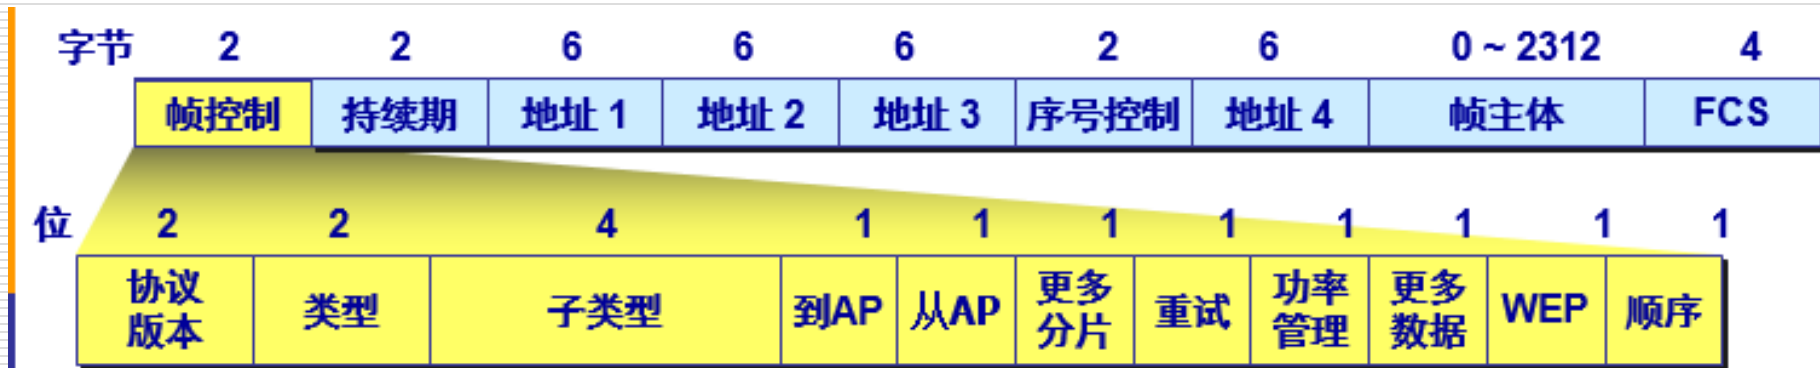 字节 2 2 6 6 6 2 6 0 ~ 2312 4
帧控制 持续期 地址 1 地址 2 地址 3 序号控制 地址 4 帧主体 FCS
位 2 2 4 1 1 1 1 1 1 1 1
协议版本 类型 子类型 到AP 从AP 更多分片 重试 功率管理 更多数据 WEP 顺序